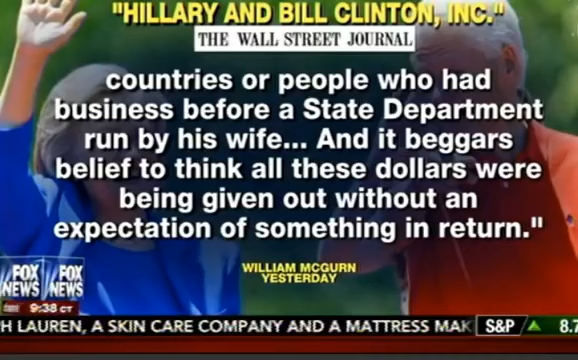 "HILLARY AND BILL CLINTON, INC."
THE WALL STREET JOURNAL
countries or people who had
business before a State Department
run by his wife... And it beggars
belief to think all these dollars were
being given out without an
expectation of something in return."
WILLIAM MCGURN
YESTERDAY
FOX NEWS
FOX NEWS
9:38 CT
H LAUREN, A SKIN CARE COMPANY AND A MATTRESS MAK
S&P
8.7